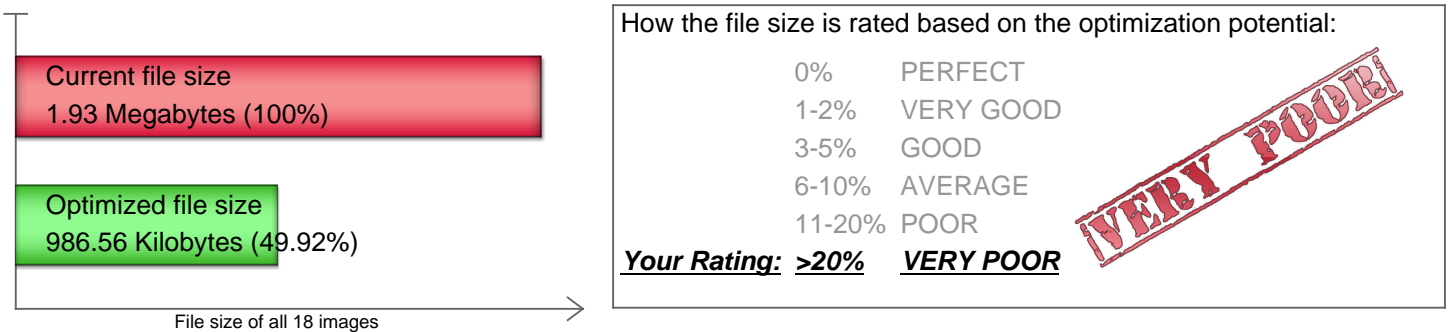 Current file size
1.93 Megabytes (100%)
Optimized file size
986.56 Kilobytes (49.92%)
File size of all 18 images
How the file size is rated based on the optimization potential:
0% PERFECT
1-2% VERY GOOD
3-5% GOOD
6-10% AVERAGE
11-20% POOR
Your Rating: >20% VERY POOR
VERY POOR